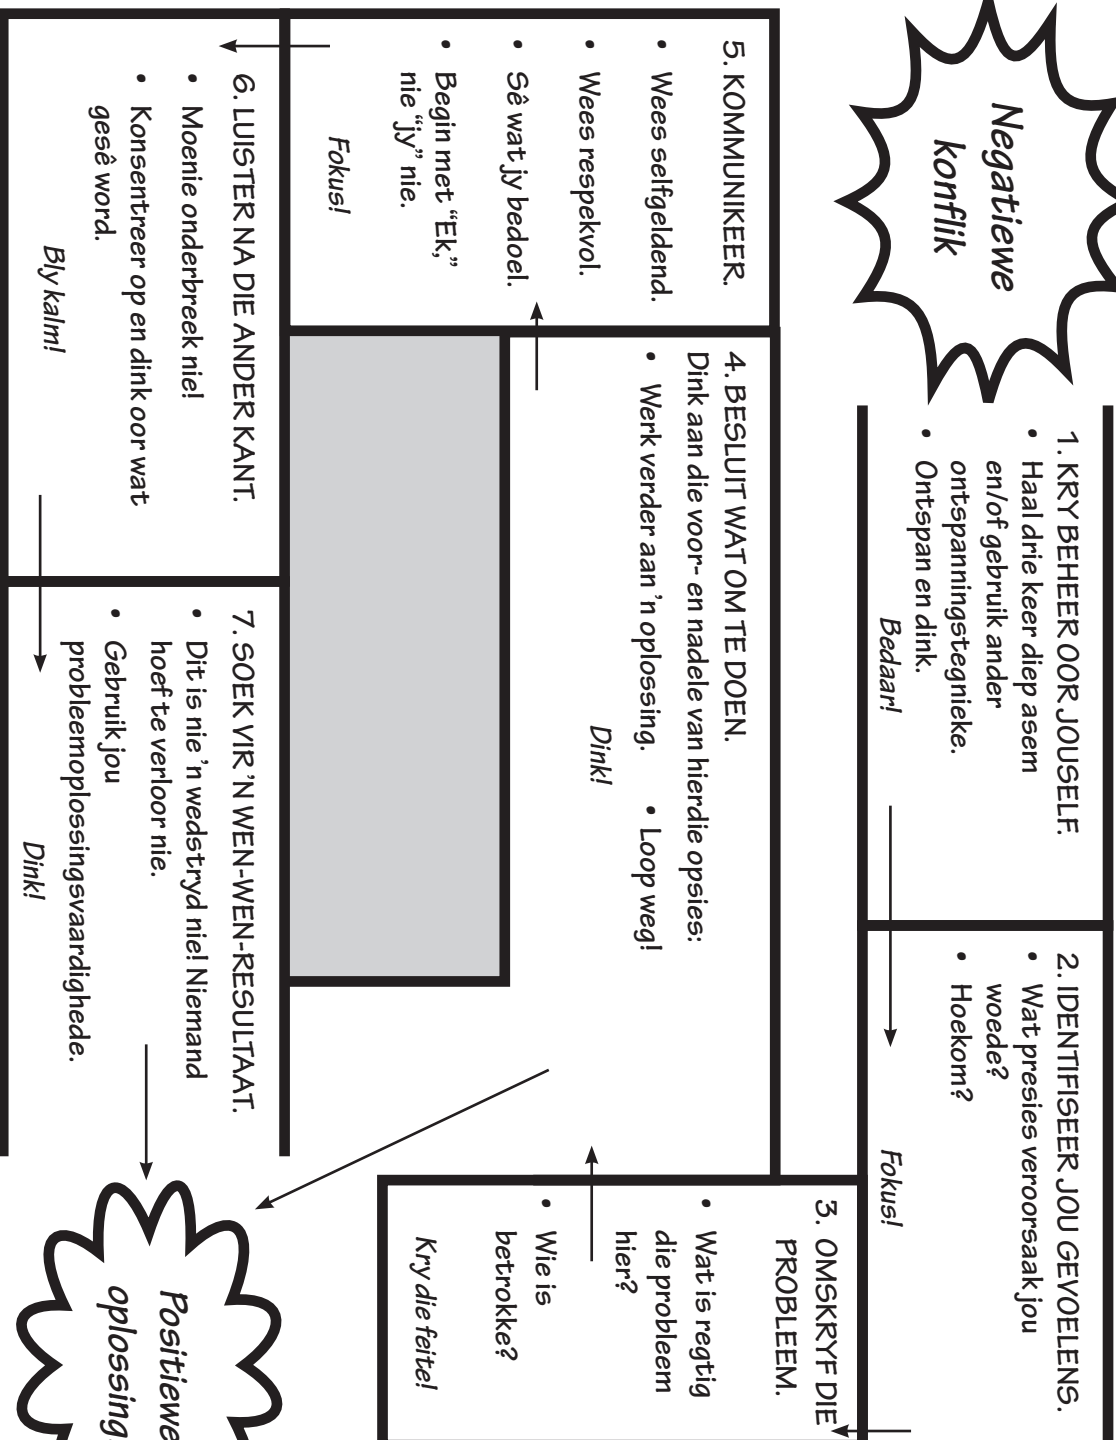 Negatiewe
konflik
1. KRY BEHEER OOR JOUSELF.
• Haal drie keer diep asem
en/of gebruik ander
ontspanningstegnieke.
• Ontspan en dink.
Bedaar!
2. IDENTIFISEER JOU GEVOELENS.
• Wat presies veroorsaak jou
woede?
• Hoekom?
Fokus!
3. OMSKRYF DIE
PROBLEEM.
• Wat is regtig
die probleem
hier?
• Wie is
betrokke?
Kry die feite!
4. BESLUIT WAT OM TE DOEN.
Dink aan die voor- en nadele van hierdie opsies:
• Werk verder aan 'n oplossing. • Loop weg!
Dink!
5. KOMMUNIKEER.
• Wees selfgeldend.
• Wees respekvol.
• Sê wat jy bedoel.
• Begin met “Ek,”
nie “jy” nie.
Fokus!
6. LUISTER NA DIE ANDER KANT.
• Moenie onderbreek nie!
• Konsentreer op en dink oor wat
gesê word.
Bly kalm!
7. SOEK VIR 'N WEN-WEN-RESULTAAT.
• Dit is nie 'n wedstryd nie! Niemand
hoef te verloor nie.
• Gebruik jou
probleemoplossingsvaardighede.
Dink!
Positiewe
oplossing